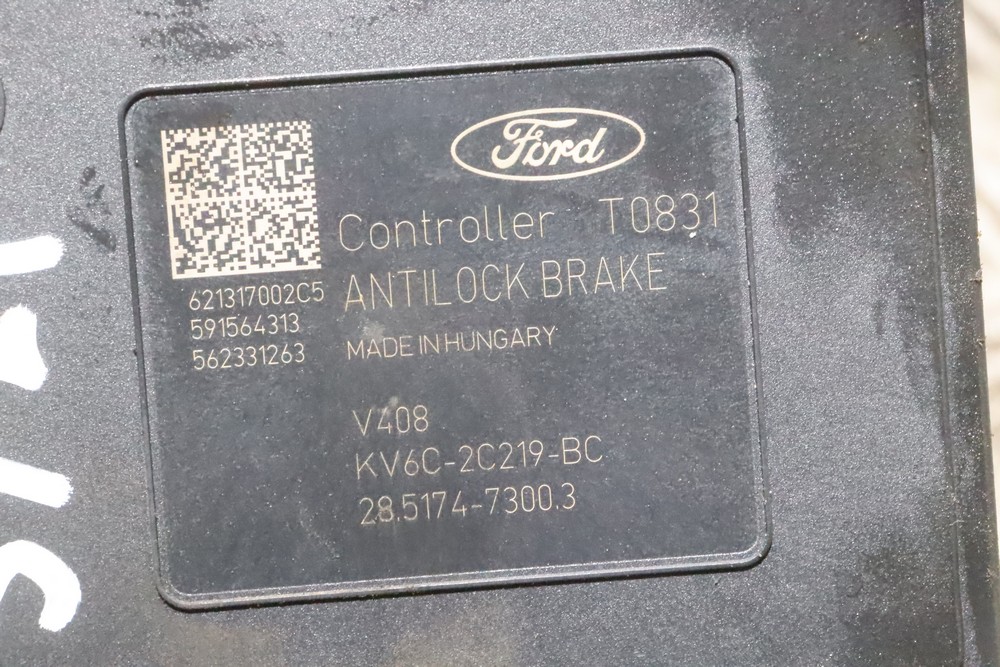 Ford
Controller T0831
ANTILOCK BRAKE
MADE IN HUNGARY
621317002C5
591564313
562331263
V408
KV6C-2C219-BC
28.5174-7300.3